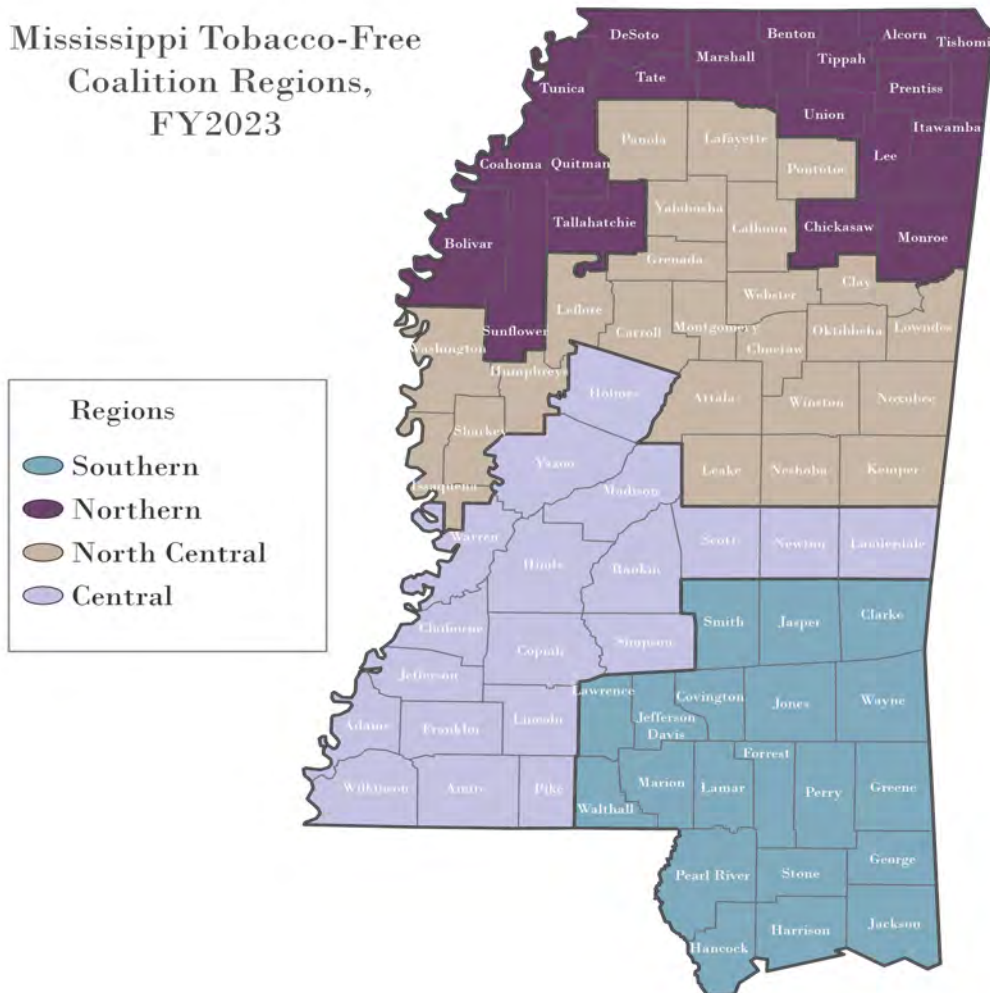 Mississippi Tobacco-Free
Coalition Regions,
FY2023
Benton
Alcorn
Tishomi
DeSoto
Marshall
Tippah
Tate
Tunica
Prentiss
Union
Itawamba
Panola
Lafayette
Lee
Coahoma
Quitman
Pontotoc
Yalobusha
Tallahatchie
Calhoun
Chickasaw
Monroe
Bolivar
Grenada
Clay
Webster
Leflore
Sunflower
Carroll
Montgomery
Oktibbeha
Lowndes
Choctaw
Washington
Humphreys
Holmes
Attala
Winston
Noxubee
Sharkey
Yazoo
Leake
Neshoba
Kemper
Issaquena
Madison
Warren
Scott
Newton
Lauderdale
Hinds
Rankin
Claiborne
Smith
Jasper
Clarke
Copiah
Simpson
Jefferson
Lawrence
Covington
Jones
Wayne
Adams
Franklin
Lincoln
Jefferson
Davis
Forrest
Wilkinson
Amite
Pike
Marion
Lamar
Perry
Greene
Walthall
George
Pearl River
Stone
Jackson
Harrison
Hancock
Regions
Southern
Northern
North Central
Central